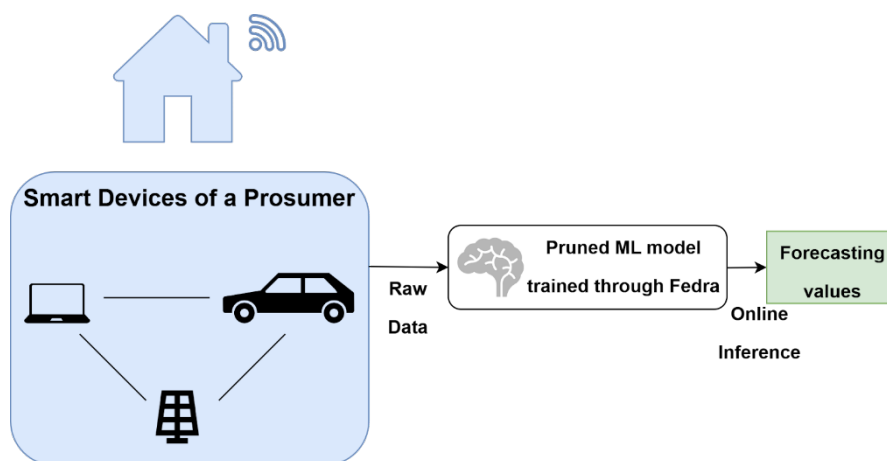 Smart Devices of a Prosumer
Raw
Data
Pruned ML model
trained through Fedra
Online
Inference
Forecasting
values